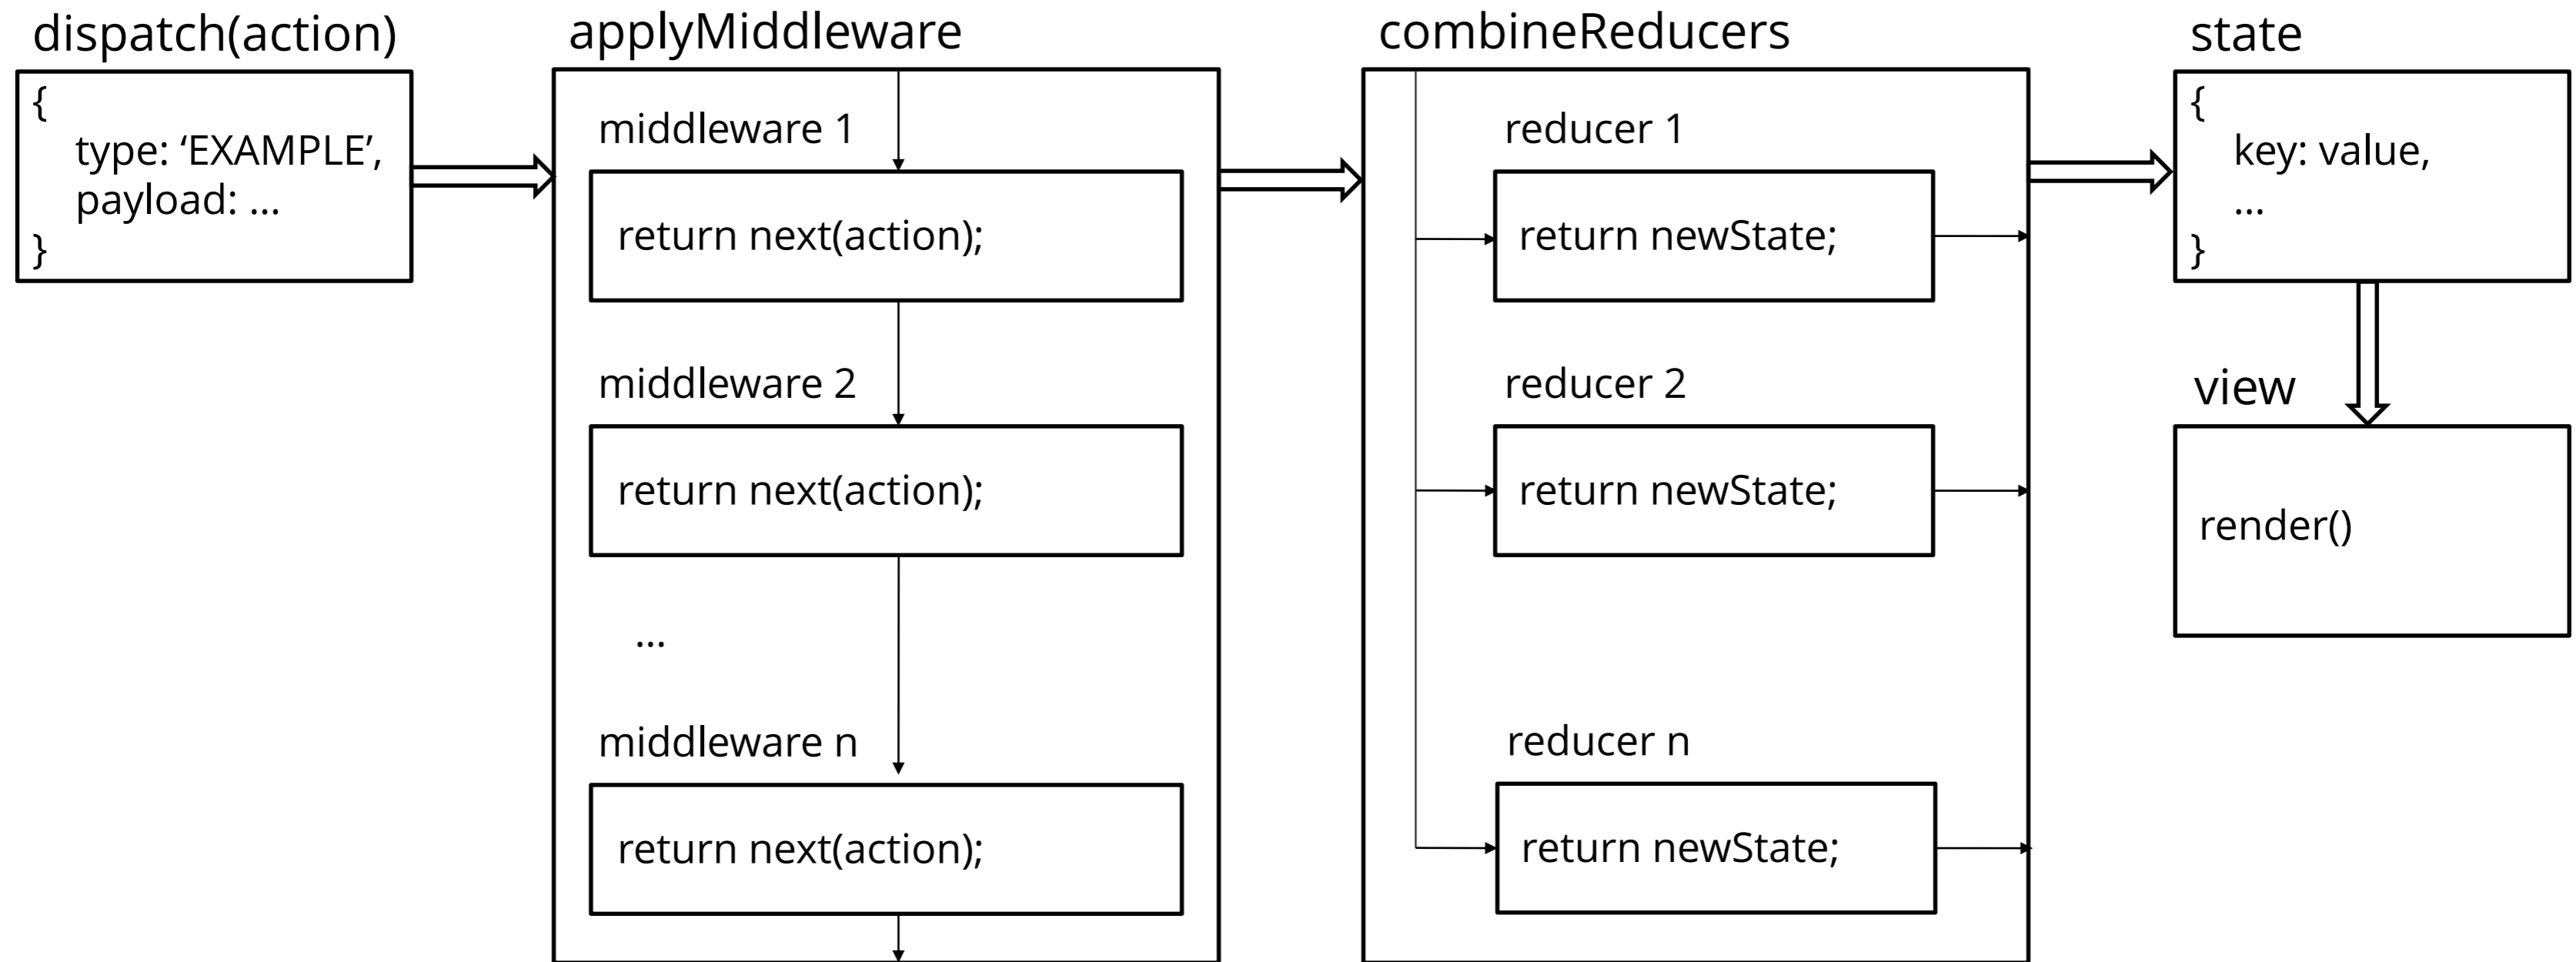 dispatch(action)
{
type: ‘EXAMPLE’,
payload: ...
}
applyMiddleware
middleware 1
return next(action);
middleware 2
return next(action);
...
middleware n
return next(action);
combineReducers
reducer 1
return newState;
reducer 2
return newState;
reducer n
return newState;
state
{
key: value,
...
}
view
render()